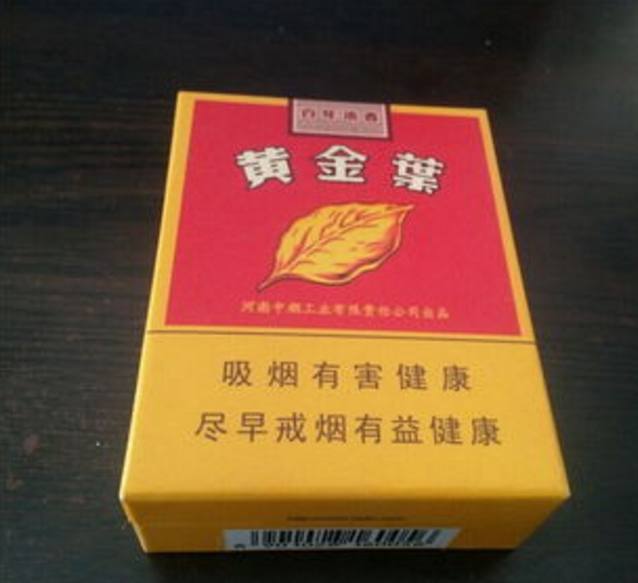 百年浓香
黄金葉
河南中烟工业有限责任公司出品
吸烟有害健康
尽早戒烟有益健康